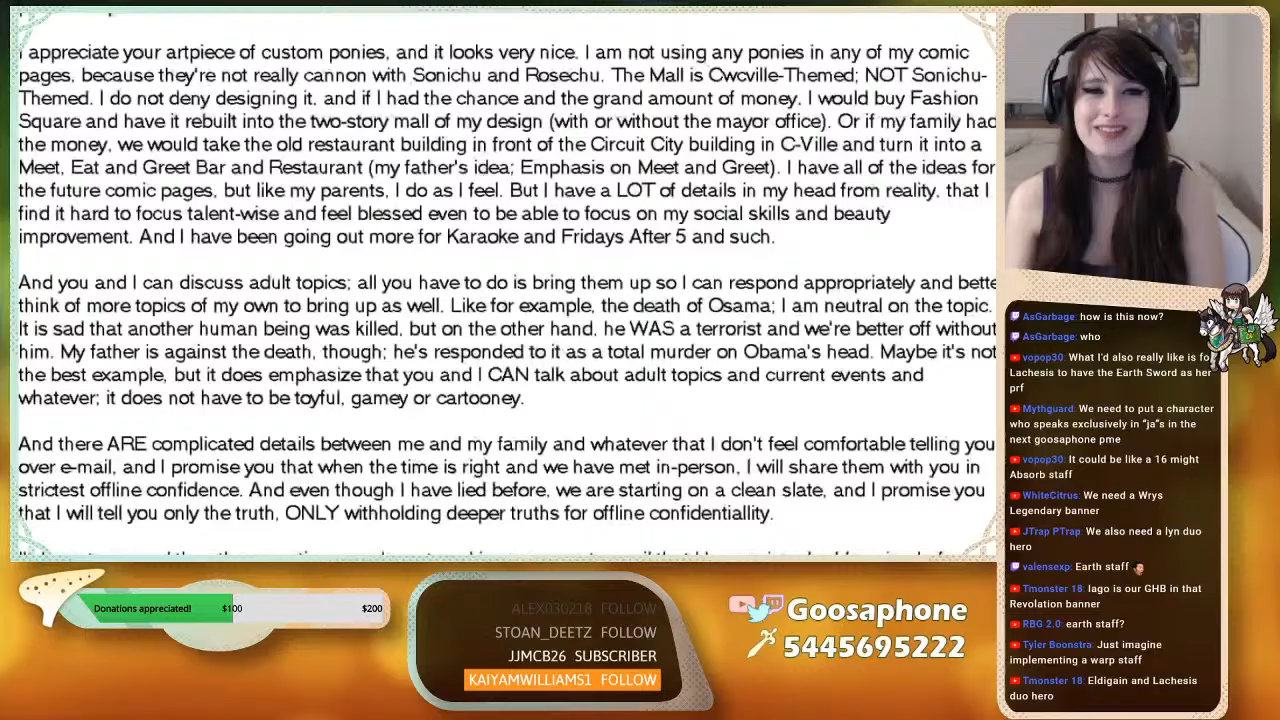 I appreciate your artpiece of custom ponies, and it looks very nice. I am not using any ponies in any of my comic
pages, because they're not really cannon with Sonichu and Rosechu. The Mall is Cwcville-Themed; NOT Sonichu-
Themed. I do not deny designing it, and if I had the chance and the grand amount of money, I would buy Fashion
Square and have it rebuilt into the two-story mall of my design (with or without the mayor office). Or if my family had
the money, we would take the old restaurant building in front of the Circuit City building in C-Ville and turn it into a
Meet, Eat and Greet Bar and Restaurant (my father's idea; Emphasis on Meet and Greet). I have all of the ideas for
the future comic pages, but like my parents, I do as I feel. But I have a LOT of details in my head from reality, that I
find it hard to focus talent-wise and feel blessed even to be able to focus on my social skills and beauty
improvement. And I have been going out more for Karaoke and Fridays After 5 and such.
And you and I can discuss adult topics; all you have to do is bring them up so I can respond appropriately and bette
think of more topics of my own to bring up as well. Like for example, the death of Osama; I am neutral on the topic.
It is sad that another human being was killed, but on the other hand, he WAS a terrorist and we're better off without
him. My father is against the death, though; he's responded to it as a total murder on Obama's head. Maybe it's not
the best example, but it does emphasize that you and I CAN talk about adult topics and current events and
whatever; it does not have to be toyful, gamey or cartooney.
And there ARE complicated details between me and my family and whatever that I don't feel comfortable telling you
over e-mail, and I promise you that when the time is right and we have met in-person, I will share them with you in
strictest offline confidence. And even though I have lied before, we are starting on a clean slate, and I promise you
that I will tell you only the truth, ONLY withholding deeper truths for offline confidentiallity.
AsGarbage: how is this now?
AsGarbage: who
vopop30: What I'd also really like is fo
Lachesis to have the Earth Sword as her
prf
Mythguard: We need to put a character
who speaks exclusively in "ja"s in the
next goosaphone pme
vopop30: It could be like a 16 might
Absorb staff
WhiteCitrus: We need a Wrys
Legendary banner
JTrap PTrap: We also need a lyn duo
hero
valensexp: Earth staff
Tmonster 18: Iago is our GHB in that
Revolation banner
RBG 2.0: earth staff?
Tyler Boonstra: Just imagine
implementing a warp staff
Tmonster 18: Eldigain and Lachesis
duo hero
Donations appreciated! $100 $200
ALEX030218 FOLLOW
STOAN_DEETZ FOLLOW
JJMCB26 SUBSCRIBER
KAIYAMWILLIAMS1 FOLLOW
Goosaphone
5445695222